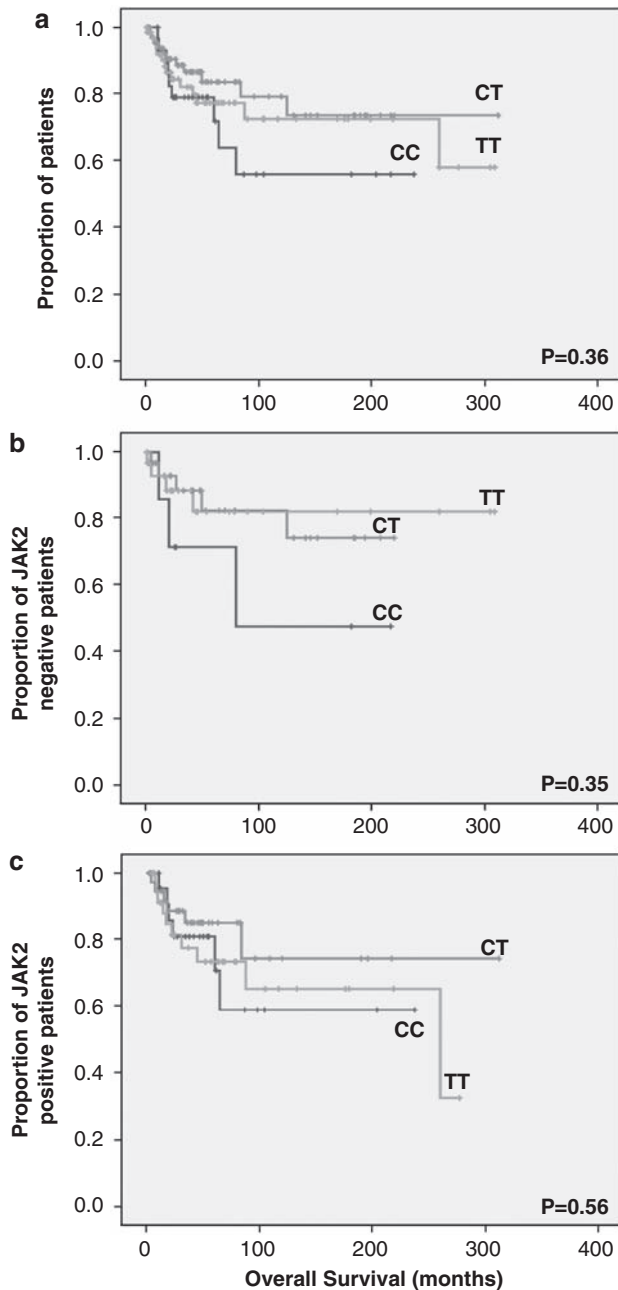 a
Proportion of patients
1.0
0.8
0.6
0.4
0.2
0.0
CT
TT
CC
P=0.36
0 100 200 300 400
b
Proportion of JAK2
negative patients
1.0
0.8
0.6
0.4
0.2
0.0
TT
CT
CC
P=0.35
0 100 200 300 400
c
Proportion of JAK2
positive patients
1.0
0.8
0.6
0.4
0.2
0.0
CT
CC
TT
P=0.56
0 100 200 300 400
Overall Survival (months)